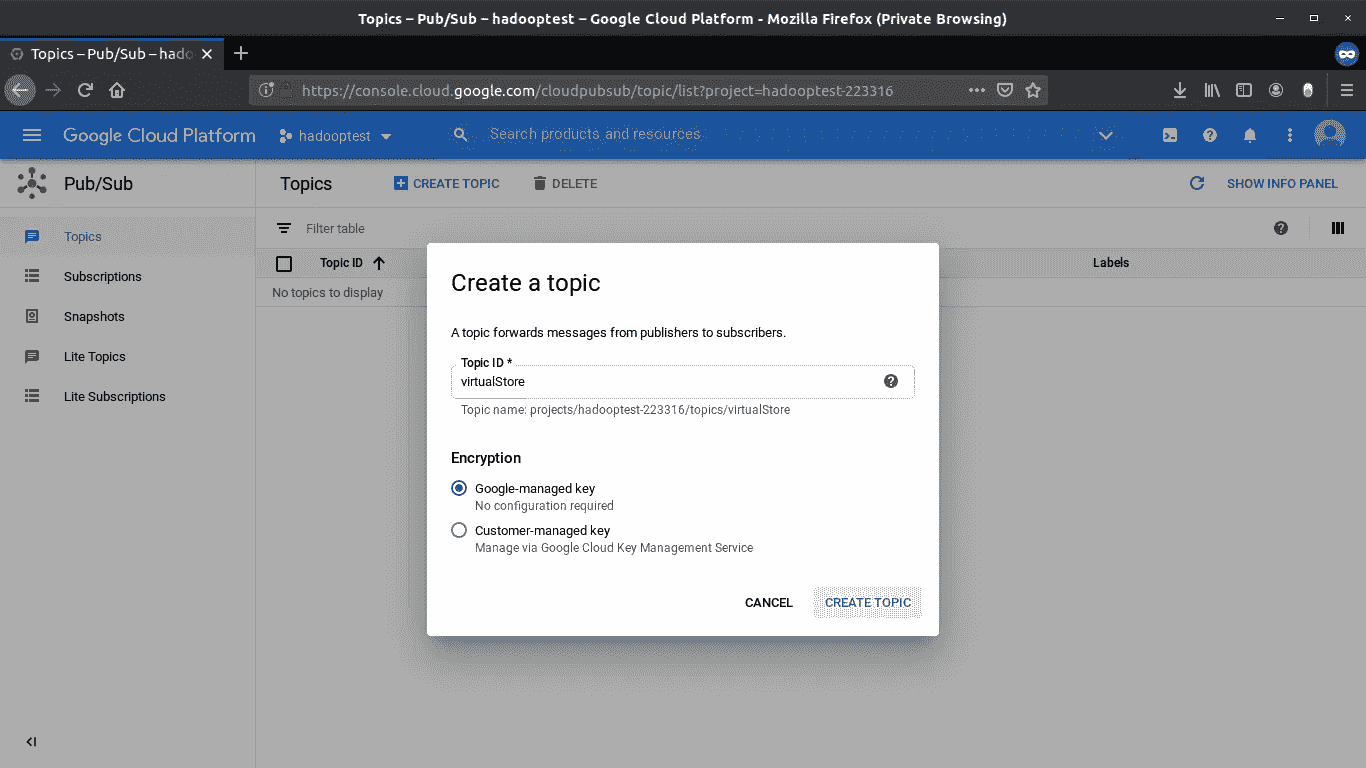 Topics – Pub/Sub – hadooptest – Google Cloud Platform - Mozilla Firefox (Private Browsing)
Topics – Pub/Sub – hado
https://console.cloud.google.com/cloudpubsub/topic/list?project=hadooptest-223316
Google Cloud Platform hadooptest Search products and resources
Pub/Sub Topics CREATE TOPIC DELETE SHOW INFO PANEL
Topics Filter table
Topic ID Labels
Subscriptions No topics to display
Snapshots
Lite Topics
Lite Subscriptions
Create a topic
A topic forwards messages from publishers to subscribers.
Topic ID *
virtualStore
Topic name: projects/hadooptest-223316/topics/virtualStore
Encryption
Google-managed key
No configuration required
Customer-managed key
Manage via Google Cloud Key Management Service
CANCEL CREATE TOPIC